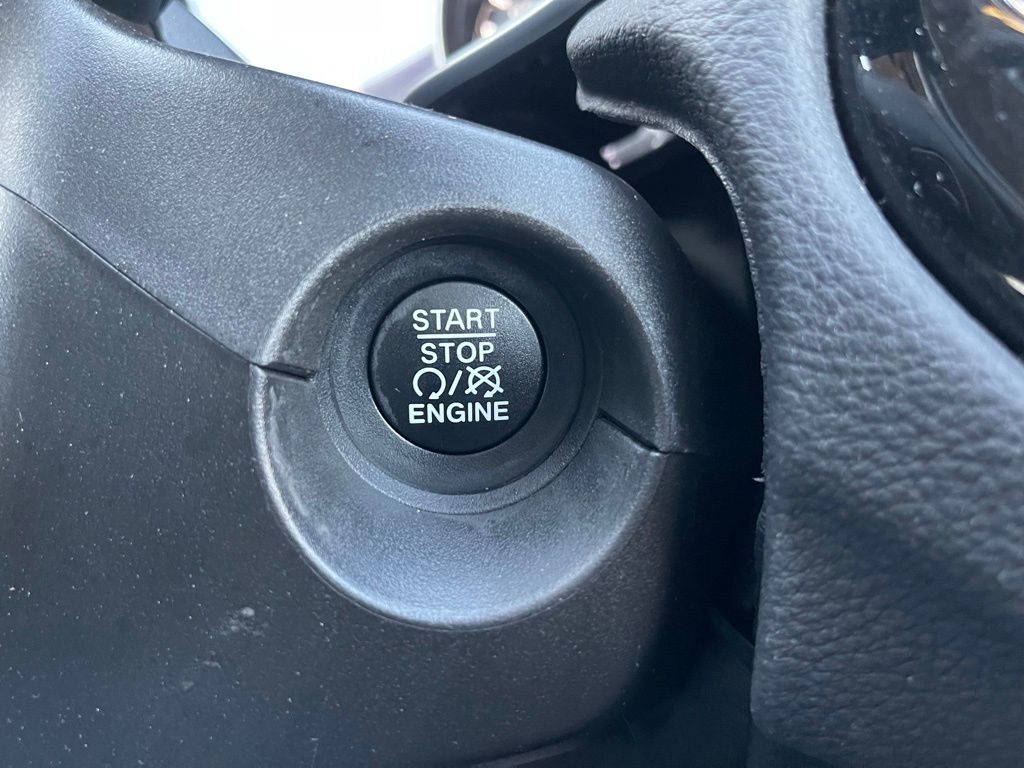 START
STOP
/
ENGINE